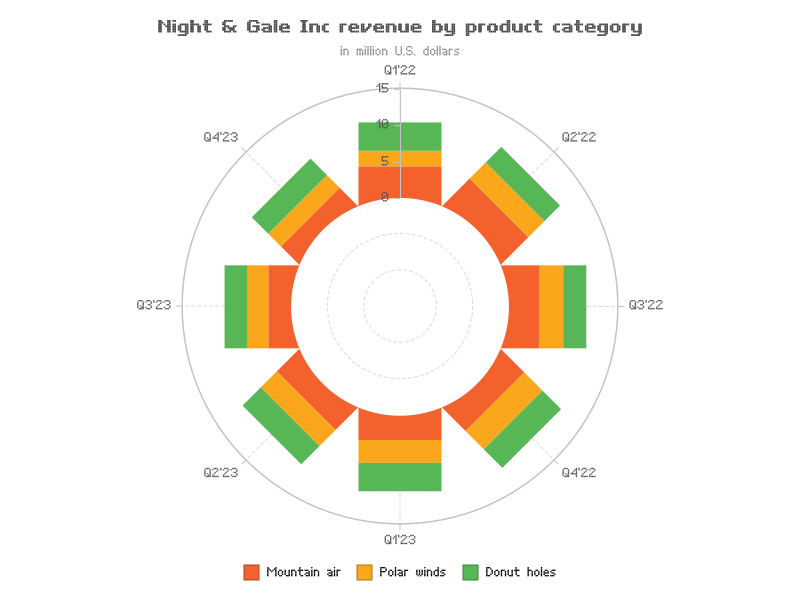 Night & Gale Inc revenue by product category
in million U.S. dollars
Q1'22
15
10
5
0
Q4'23
Q2'22
Q3'23
Q3'22
Q2'23
Q4'22
Q1'23
Mountain air
Polar winds
Donut holes